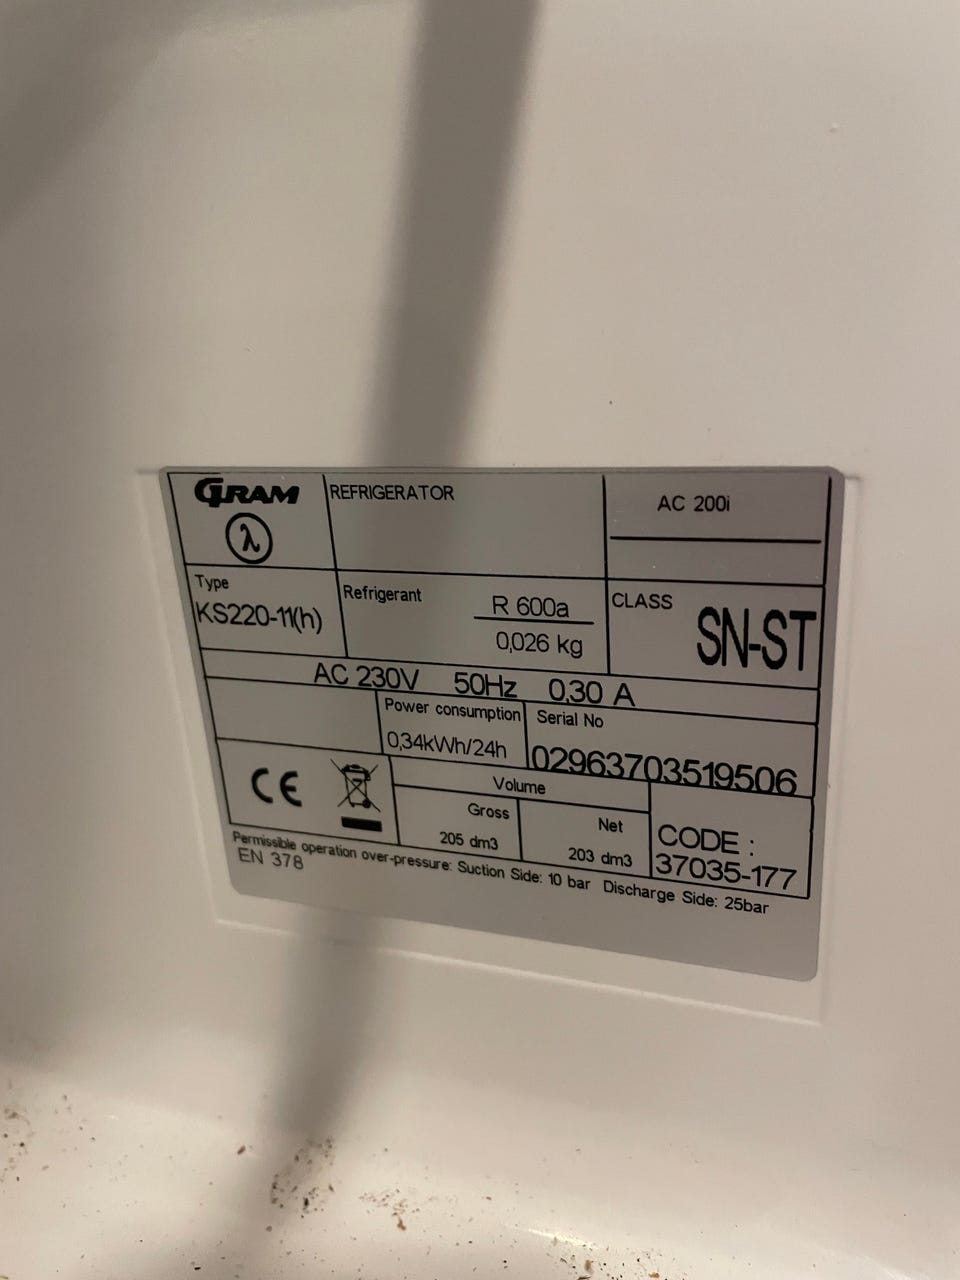 GRAM
λ
REFRIGERATOR
AC 200i
Type
KS220-11(h)
Refrigerant
R 600a
0,026 kg
CLASS
SN-ST
AC 230V 50Hz 0,30 A
Power consumption
0,34kWh/24h
Serial No
02963703519506
CE
Volume
Gross
205 dm3
Net
203 dm3
CODE :
37035-177
Permissible operation over-pressure: Suction Side: 10 bar Discharge Side: 25bar
EN 378